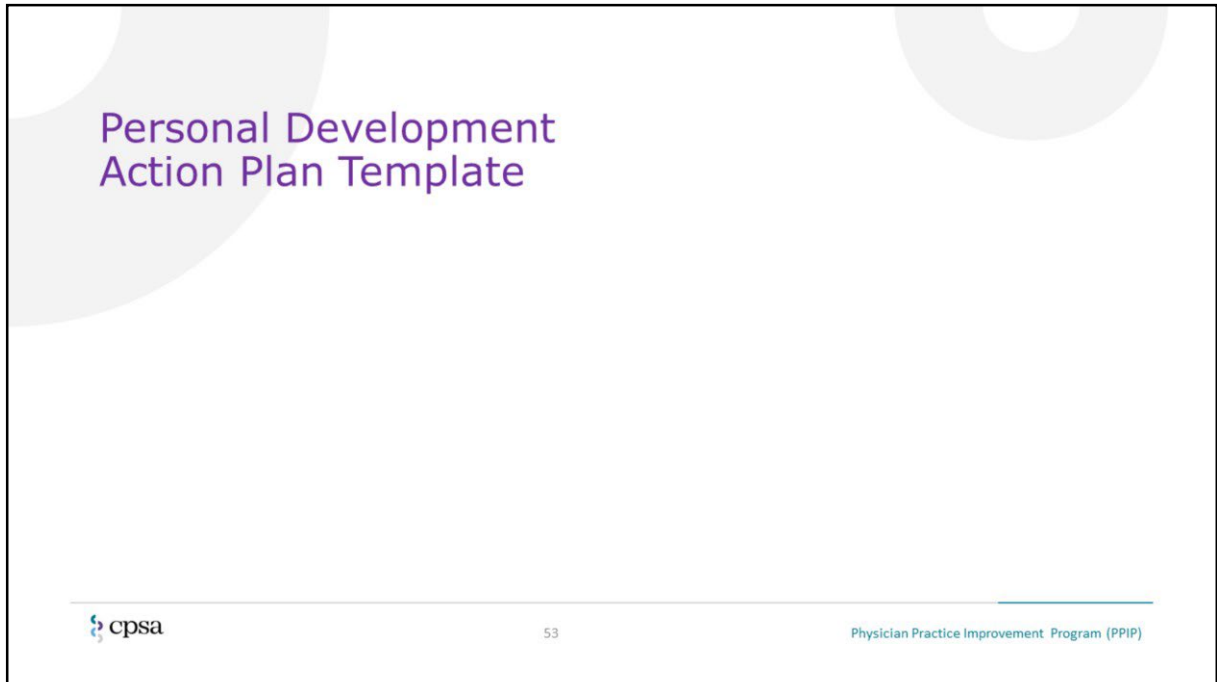 Personal Development
Action Plan Template
cpsa
53
Physician Practice Improvement Program (PPIP)